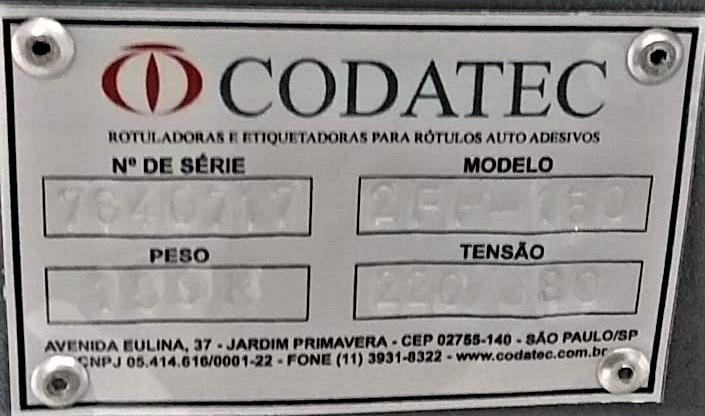 CODATEC
ROTULADORAS E ETIQUETADORAS PARA RÓTULOS AUTO ADESIVOS
Nº DE SÉRIE MODELO
PESO TENSÃO
AVENIDA EULINA, 37 - JARDIM PRIMAVERA - CEP 02755-140 - SÃO PAULO/SP
CNPJ 05.414.616/0001-22 - FONE (11) 3931-8322 - www.codatec.com.br